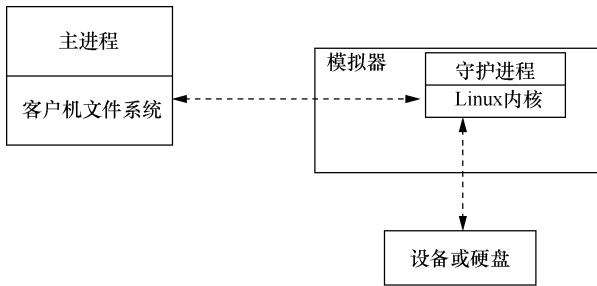 主进程
客户机文件系统
模拟器
守护进程
Linux内核
设备或硬盘